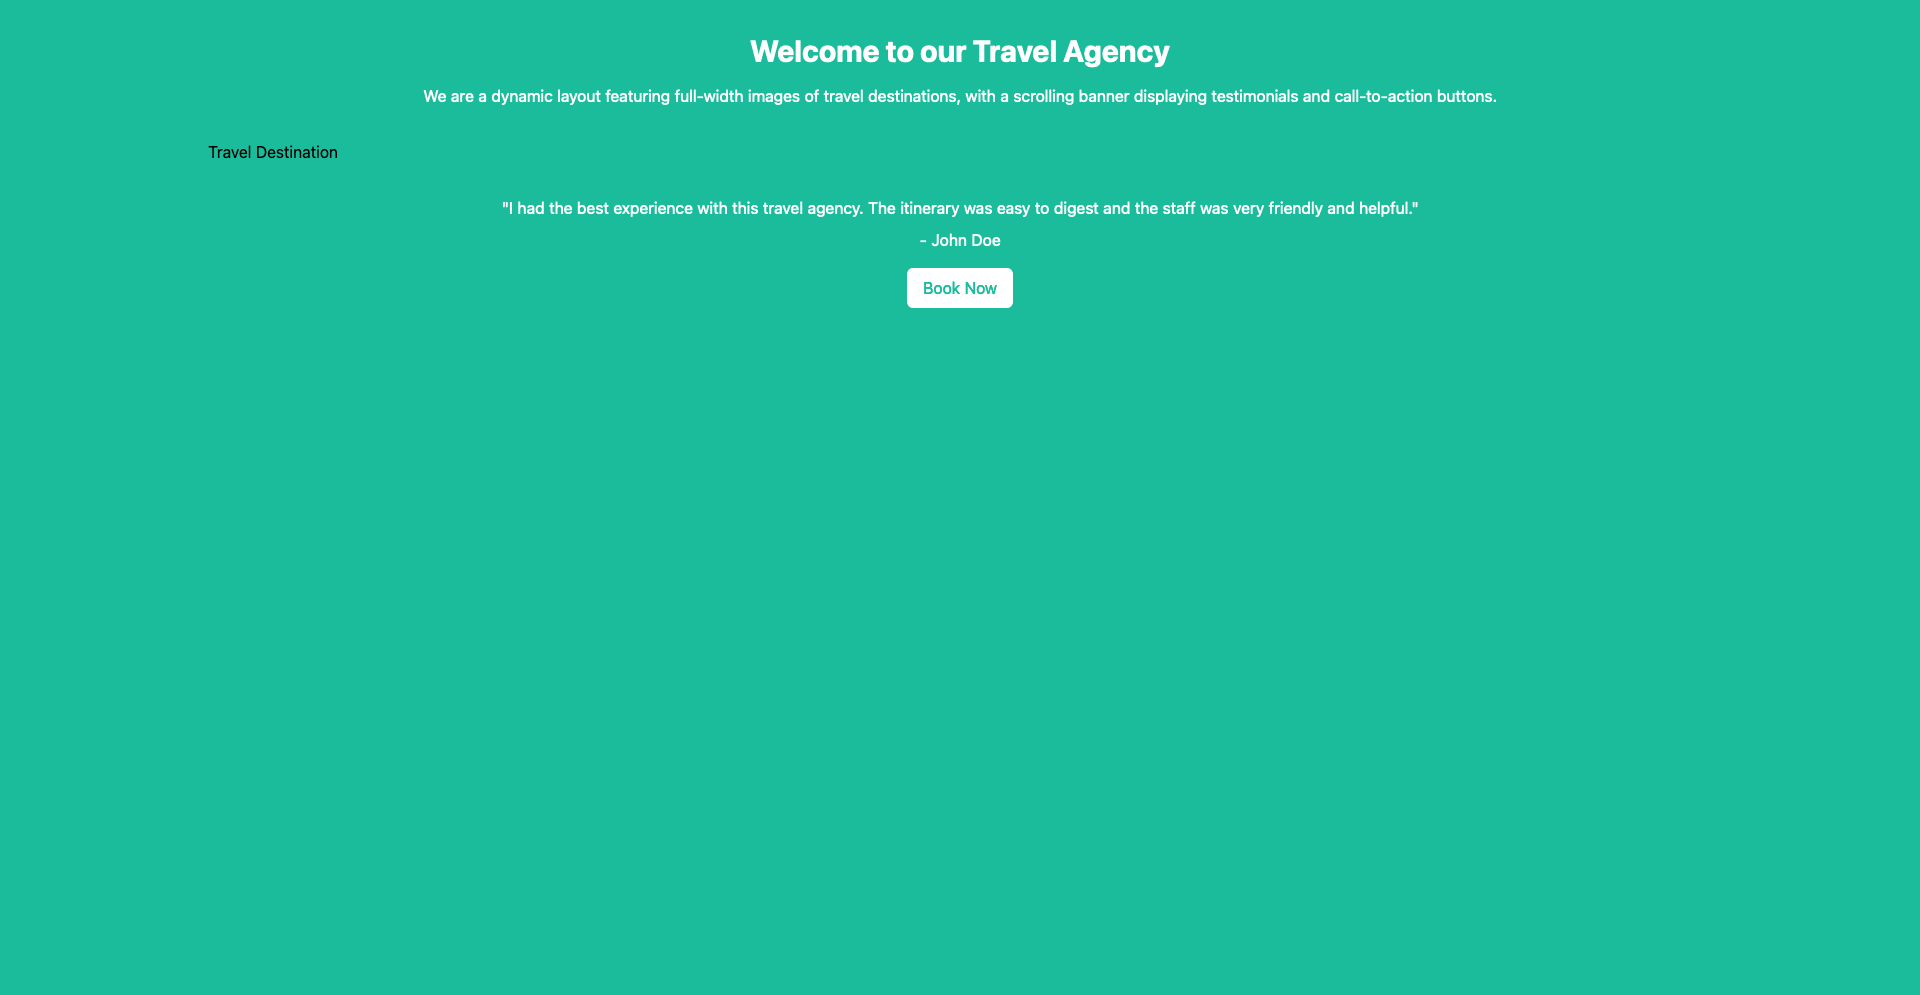 Welcome to our Travel Agency
We are a dynamic layout featuring full-width images of travel destinations, with a scrolling banner displaying testimonials and call-to-action buttons.
Travel Destination
"I had the best experience with this travel agency. The itinerary was easy to digest and the staff was very friendly and helpful."
- John Doe
Book Now